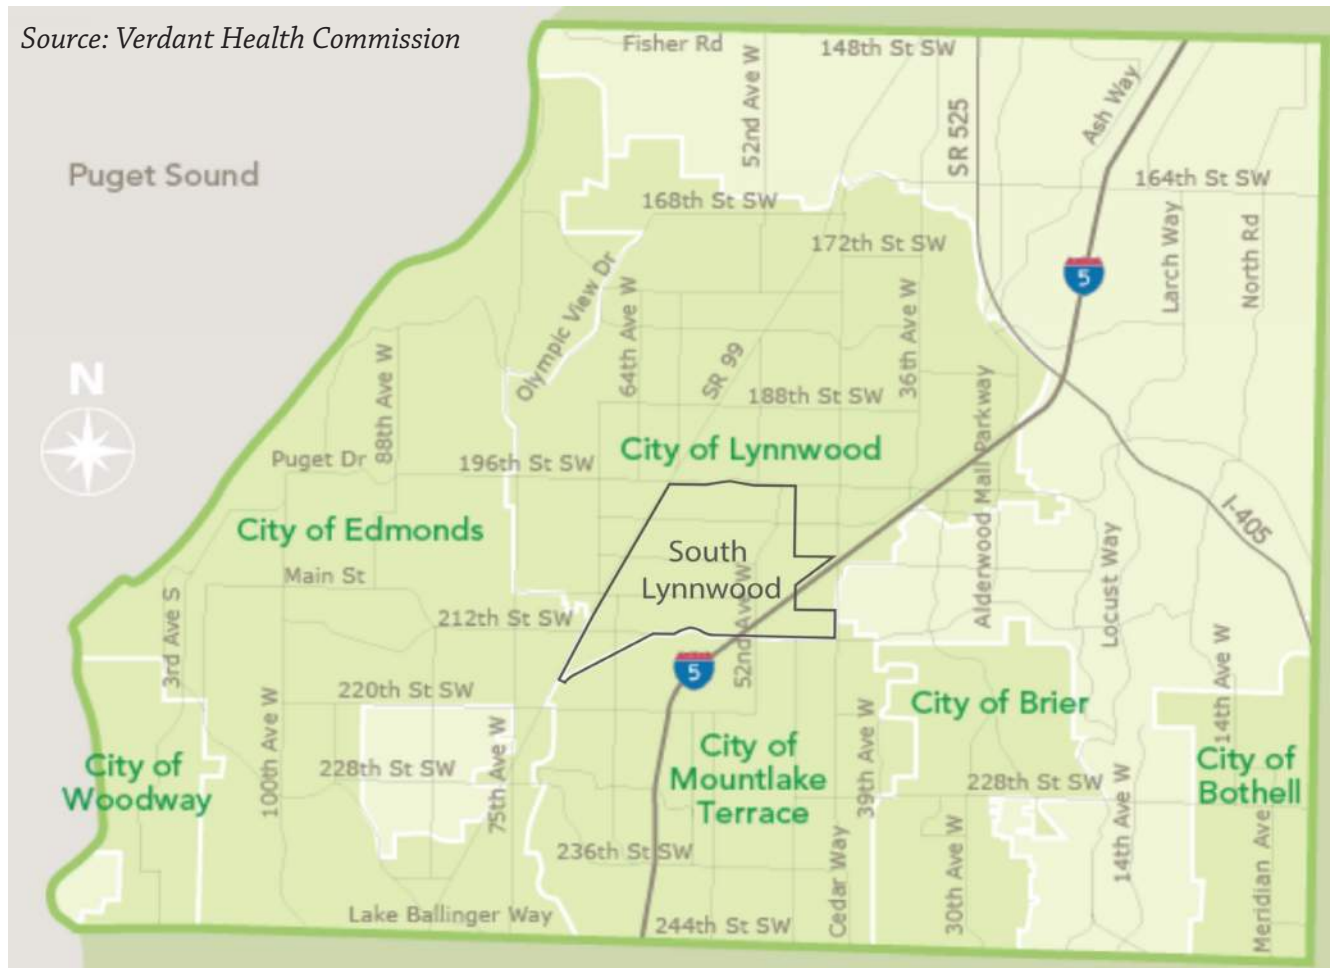 Source: Verdant Health Commission
Fisher Rd
148th St SW
52nd Ave W
SR 525
Ash Way
Puget Sound
164th St SW
168th St SW
172th St SW
Larch Way
North Rd
5
Olympic View Dr
64th Ave W
36th Ave W
N
88th Ave W
SR 99
188th St SW
Alderwood Mall Parkway
City of Lynnwood
Puget Dr
196th St SW
City of Edmonds
I-405
South
Lynnwood
Main St
3rd Ave S
212th St SW
52nd Ave W
Locust Way
5
220th St SW
14th Ave W
City of Brier
100th Ave W
75th Ave W
39th Ave W
City of
Mountlake
Terrace
City of
Woodway
228th St SW
228th St SW
City of
Bothell
14th Ave W
236th St SW
Cedar Way
30th Ave W
Meridian Ave
Lake Ballinger Way
244th St SW